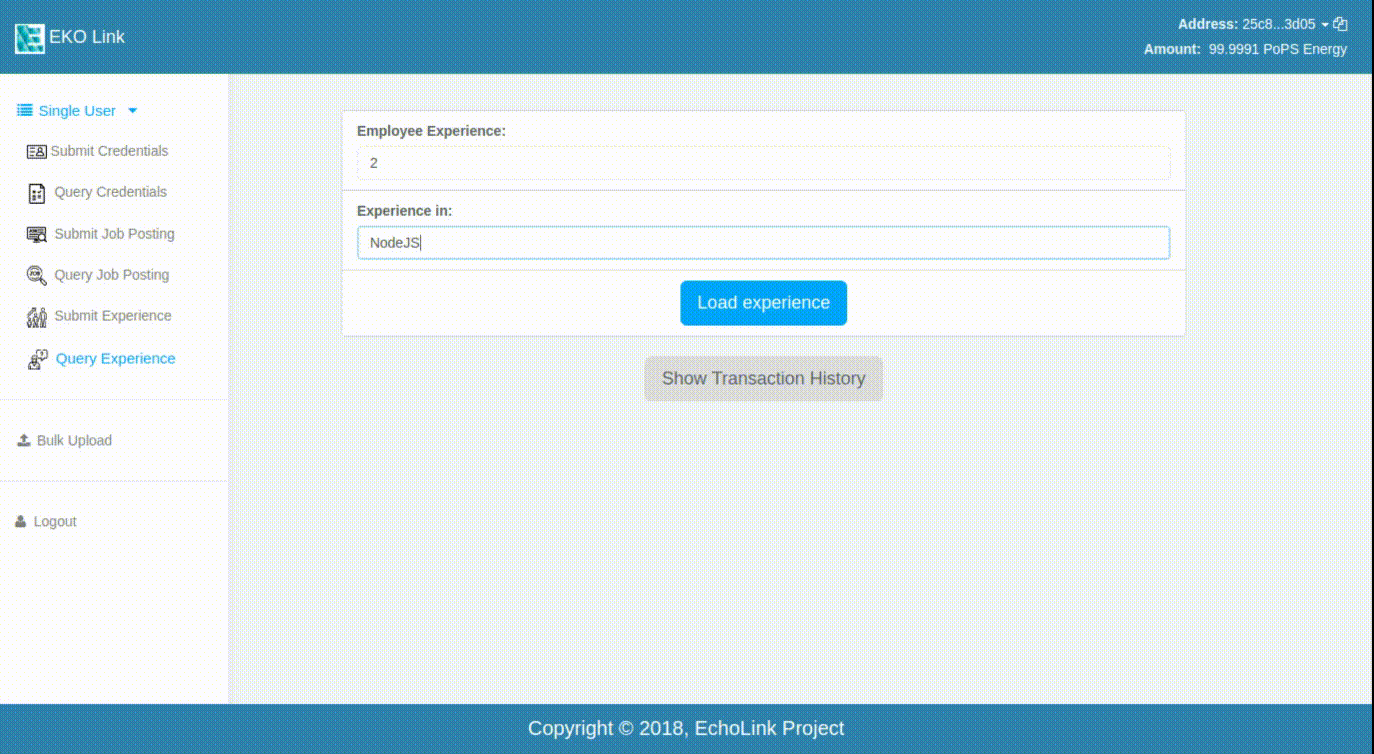 EKO Link
Address: 25c8...3d05
Amount: 99.9991 PoPS Energy
Single User
Submit Credentials
Query Credentials
Submit Job Posting
Query Job Posting
Submit Experience
Query Experience
Bulk Upload
Logout
Employee Experience:
2
Experience in:
NodeJS
Load experience
Show Transaction History
Copyright © 2018, EchoLink Project